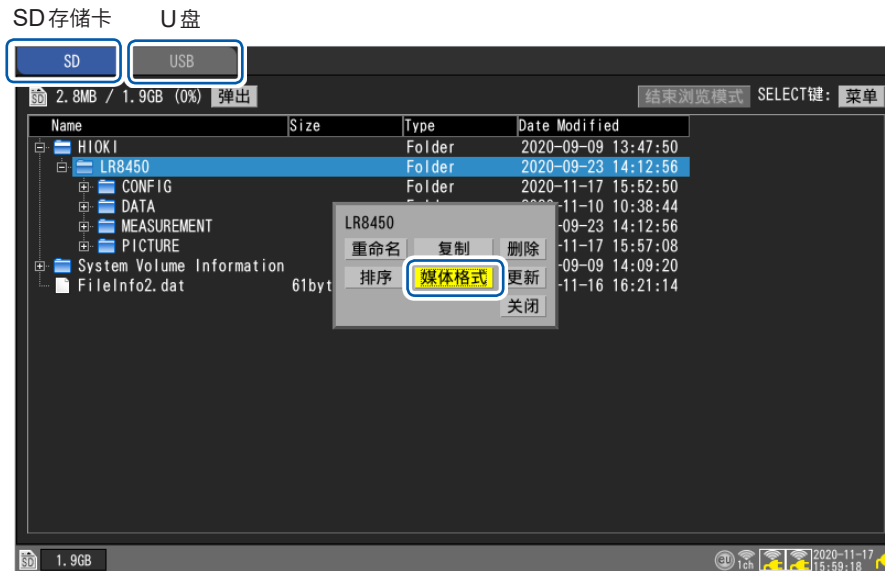 SD存储卡 U盘
SD USB
2.8MB / 1.9GB (0%) 弹出 结束浏览模式 SELECT键: 菜单
Name Size Type Date Modified
HIOKI Folder 2020-09-09 13:47:50
LR8450 Folder 2020-09-23 14:12:56
CONFIG Folder 2020-11-17 15:52:50
DATA -11-10 10:38:44
MEASUREMENT -09-23 14:12:56
PICTURE -11-17 15:57:08
System Volume Information -09-09 14:09:20
FileInfo2.dat 61byt -11-16 16:21:14
LR8450
重命名 复制 删除
排序 媒体格式 更新
关闭
SD 1.9GB 1ch 2020-11-17
15:59:18